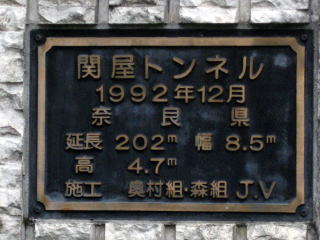 関屋トンネル
1992年12月
奈良県
延長 202m 幅 8.5m
高 4.7m
施工 奥村組・森組 J.V